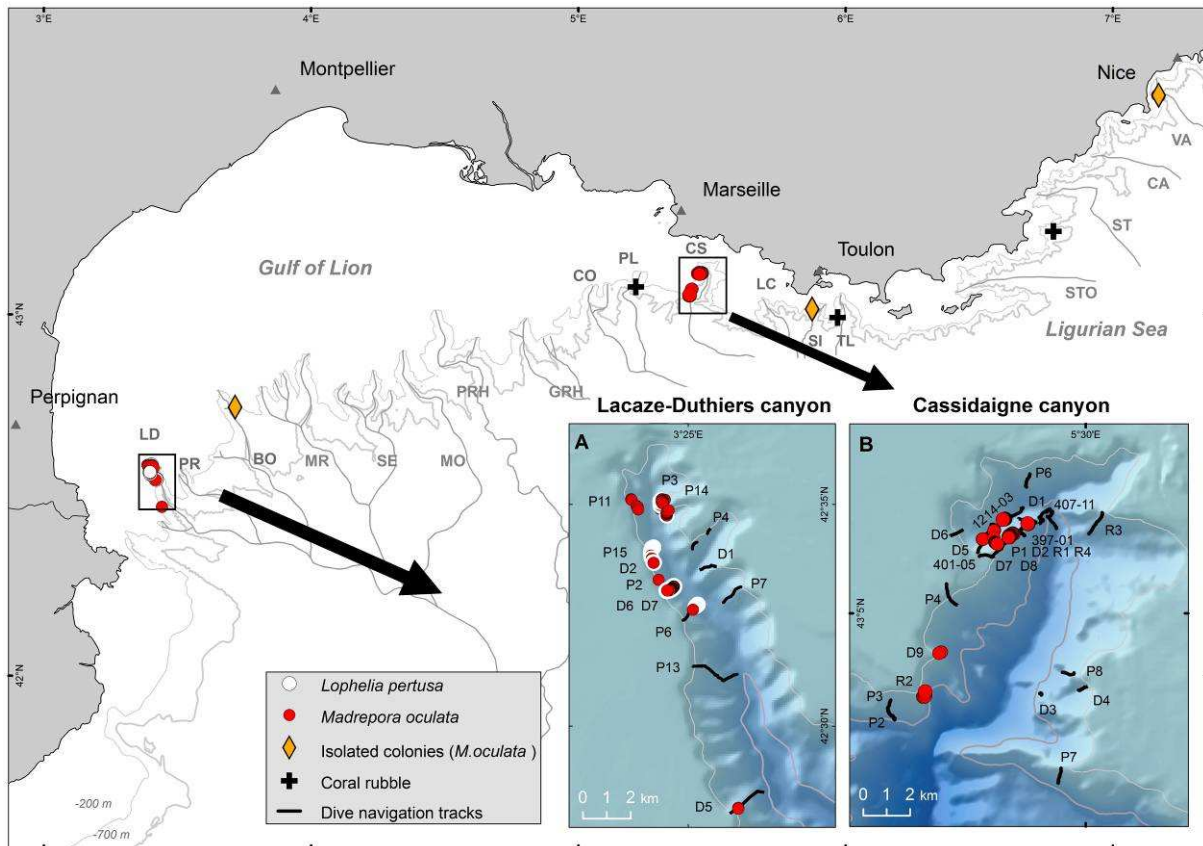 3°E
4°E
5°E
6°E
7°E
Montpellier
Nice
VA
CA
Marseille
ST
Toulon
CS
PL
Gulf of Lion
CO
LC
STO
43°N
SI
TL
Ligurian Sea
PRH
GRH
Perpignan
LD
PR
BO
MR
SE
MO
42°N
-200 m
-700 m
Lophelia pertusa
Madrepora oculata
Isolated colonies (M.oculata )
Coral rubble
Dive navigation tracks
Lacaze-Duthiers canyon
A
3°25'E
P3
P14
P11
42°35'N
P4
P15
D1
D2
P2
P7
D6 D7
P6
P13
42°30'N
D5
0 1 2 km
Cassidaigne canyon
B
5°30'E
P6
1214-03
D1
407-11
D6
R3
397-01
D5
P1 D2 R1 R4
401-05
D7 D8
P4
43°5'N
D9
R2
P8
P3
D4
D3
P2
P7
0 1 2 km